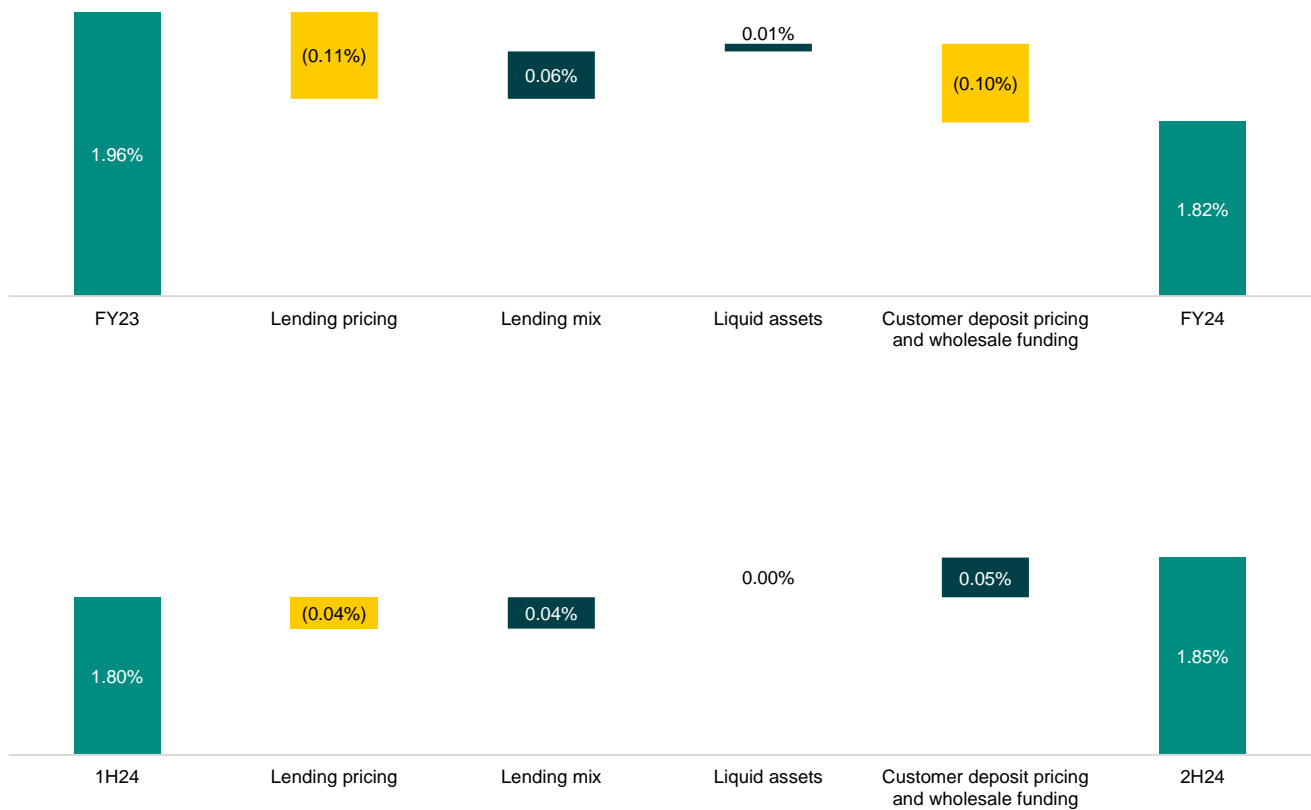 0.01%
(0.11%)
0.06%
(0.10%)
1.96%
1.82%
FY23
Lending pricing
Lending mix
Liquid assets
Customer deposit pricing
and wholesale funding
FY24
0.00%
0.05%
(0.04%)
0.04%
1.80%
1.85%
1H24
Lending pricing
Lending mix
Liquid assets
Customer deposit pricing
and wholesale funding
2H24